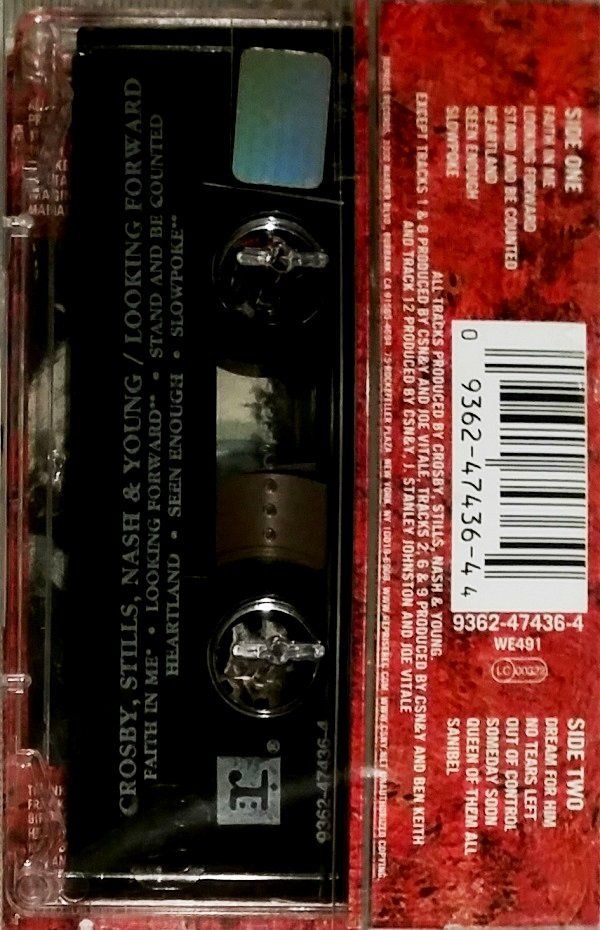 CROSBY, STILLS, NASH & YOUNG / LOOKING FORWARD
FAITH IN ME* • LOOKING FORWARD** • STAND AND BE COUNTED
HEARTLAND • SEEN ENOUGH • SLOWPOKE**
r.®
9362-47436-4
SIDE ONE
FAITH IN ME
LOOKING FORWARD
STAND AND BE COUNTED
HEARTLAND
SEEN ENOUGH
SLOWPOKE
0 9362-47436-4 4
9362-47436-4
WE491
LC 00322
SIDE TWO
DREAM FOR HIM
NO TEARS LEFT
OUT OF CONTROL
SOMEDAY SOON
QUEEN OF THEM ALL
SANIBEL
ALL TRACKS PRODUCED BY CROSBY, STILLS, NASH & YOUNG
EXCEPT TRACKS 1 & 8 PRODUCED BY CSN&Y AND JOE VITALE, TRACKS 2, 6 & 9 PRODUCED BY CSN&Y AND BEN KEITH
AND TRACK 12 PRODUCED BY CSN&Y, J. STANLEY JOHNSTON AND JOE VITALE